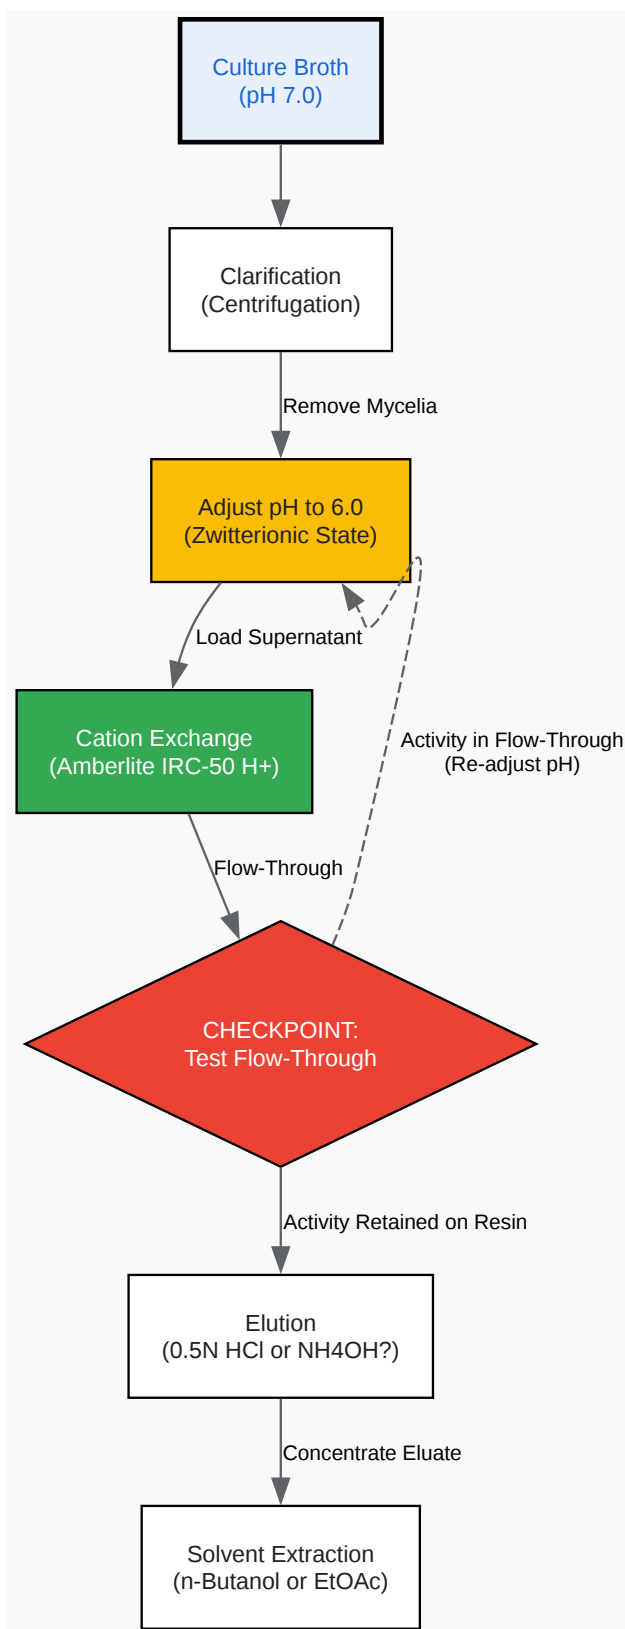 Culture Broth
(pH 7.0)
Clarification
(Centrifugation)
Remove Mycelia
Adjust pH to 6.0
(Zwitterionic State)
Load Supernatant
Cation Exchange
(Amberlite IRC-50 H+)
Activity in Flow-Through
(Re-adjust pH)
Flow-Through
CHECKPOINT:
Test Flow-Through
Activity Retained on Resin
Elution
(0.5N HCl or NH4OH?)
Concentrate Eluate
Solvent Extraction
(n-Butanol or EtOAc)